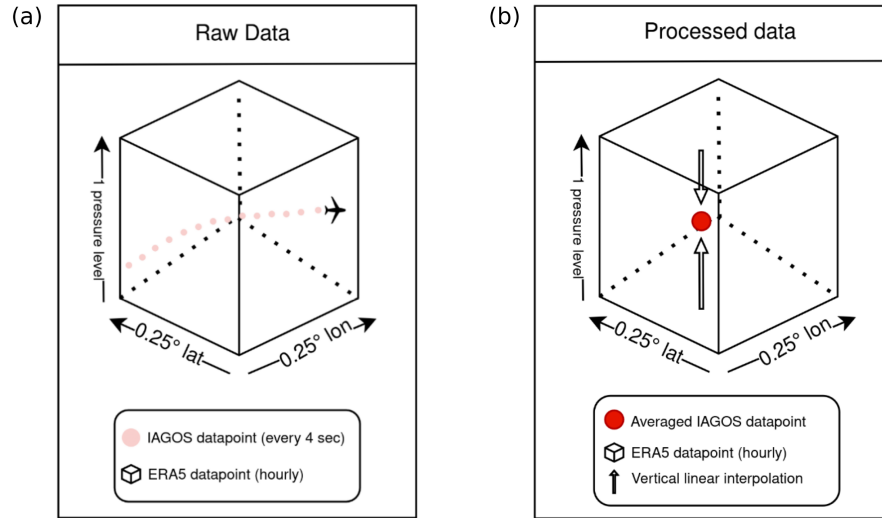 (a)
Raw Data
1 pressure level
0.25° lat
0.25° lon
IAGOS datapoint (every 4 sec)
ERA5 datapoint (hourly)
(b)
Processed data
1 pressure level
0.25° lat
0.25° lon
Averaged IAGOS datapoint
ERA5 datapoint (hourly)
Vertical linear interpolation